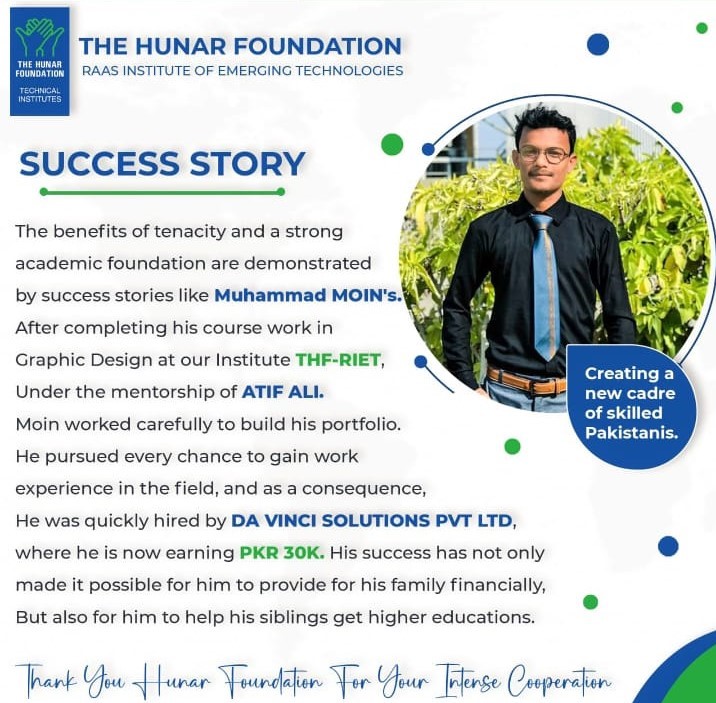 THE HUNAR
FOUNDATION
TECHNICAL
INSTITUTES
THE HUNAR FOUNDATION
RAAS INSTITUTE OF EMERGING TECHNOLOGIES
SUCCESS STORY
The benefits of tenacity and a strong
academic foundation are demonstrated
by success stories like Muhammad MOIN's.
After completing his course work in
Graphic Design at our Institute THF-RIET,
Under the mentorship of ATIF ALI.
Moin worked carefully to build his portfolio.
He pursued every chance to gain work
experience in the field, and as a consequence,
He was quickly hired by DA VINCI SOLUTIONS PVT LTD,
where he is now earning PKR 30K. His success has not only
made it possible for him to provide for his family financially,
But also for him to help his siblings get higher educations.
Creating a
new cadre
of skilled
Pakistanis.
Thank You Hunar Foundation For Your Intense Cooperation